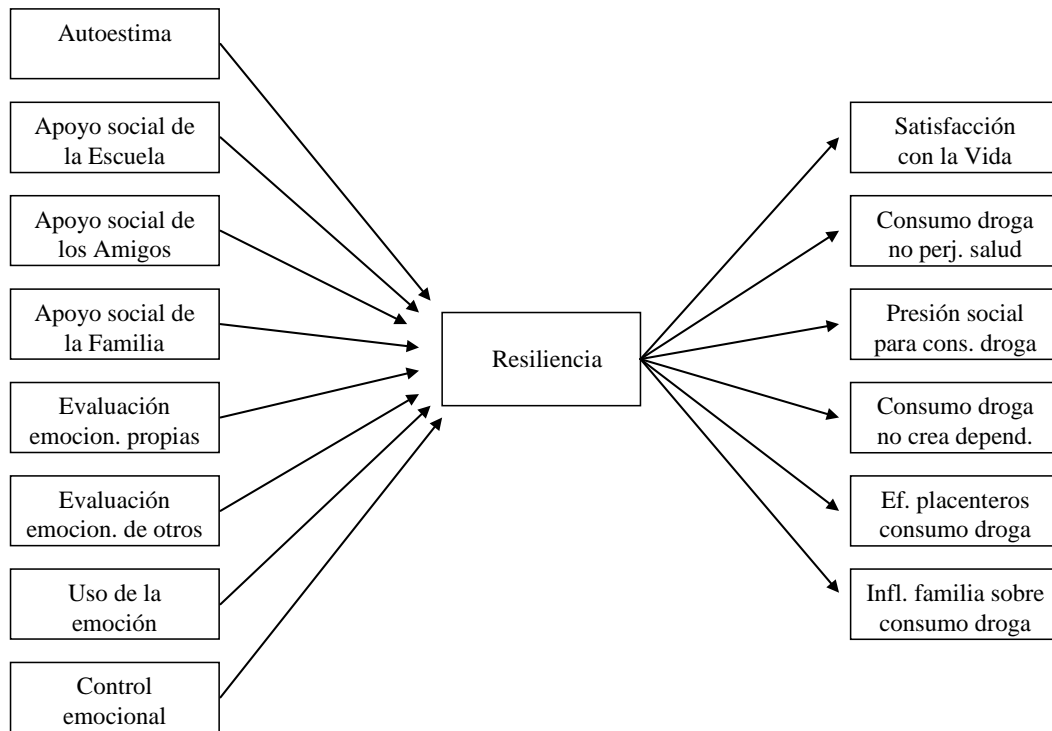 Autoestima
Apoyo social de
la Escuela
Apoyo social de
los Amigos
Apoyo social de
la Familia
Evaluación
emocion. propias
Evaluación
emocion. de otros
Uso de la
emoción
Control
emocional
Resiliencia
Satisfacción
con la Vida
Consumo droga
no perj. salud
Presión social
para cons. droga
Consumo droga
no crea depend.
Ef. placenteros
consumo droga
Infl. familia sobre
consumo droga